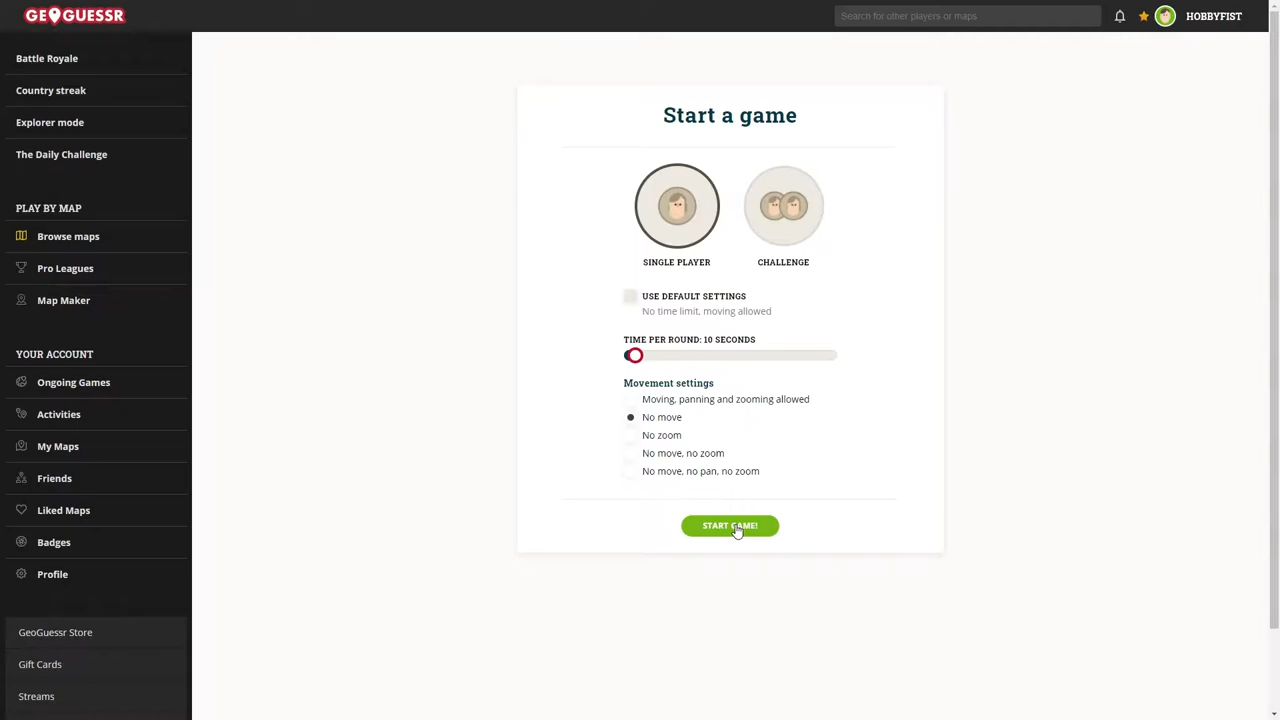 GEOGUESSR
Search for other players or maps
HOBBYFIST
Battle Royale
Country streak
Explorer mode
The Daily Challenge
PLAY BY MAP
Browse maps
Pro Leagues
Map Maker
YOUR ACCOUNT
Ongoing Games
Activities
My Maps
Friends
Liked Maps
Badges
Profile
GeoGuessr Store
Gift Cards
Streams
Start a game
SINGLE PLAYER
CHALLENGE
USE DEFAULT SETTINGS
No time limit, moving allowed
TIME PER ROUND: 10 SECONDS
Movement settings
Moving, panning and zooming allowed
No move
No zoom
No move, no zoom
No move, no pan, no zoom
START GAME!